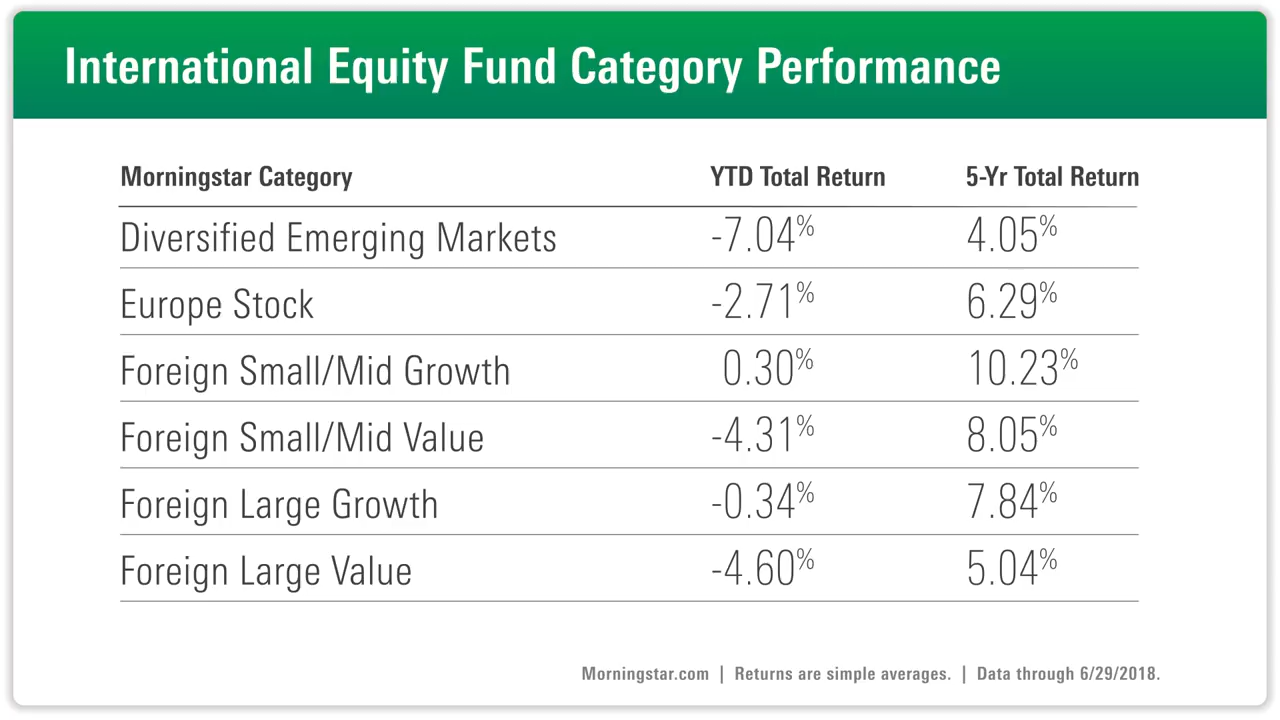 International Equity Fund Category Performance
Morningstar Category YTD Total Return 5-Yr Total Return
Diversified Emerging Markets -7.04% 4.05%
Europe Stock -2.71% 6.29%
Foreign Small/Mid Growth 0.30% 10.23%
Foreign Small/Mid Value -4.31% 8.05%
Foreign Large Growth -0.34% 7.84%
Foreign Large Value -4.60% 5.04%
Morningstar.com | Returns are simple averages. | Data through 6/29/2018.